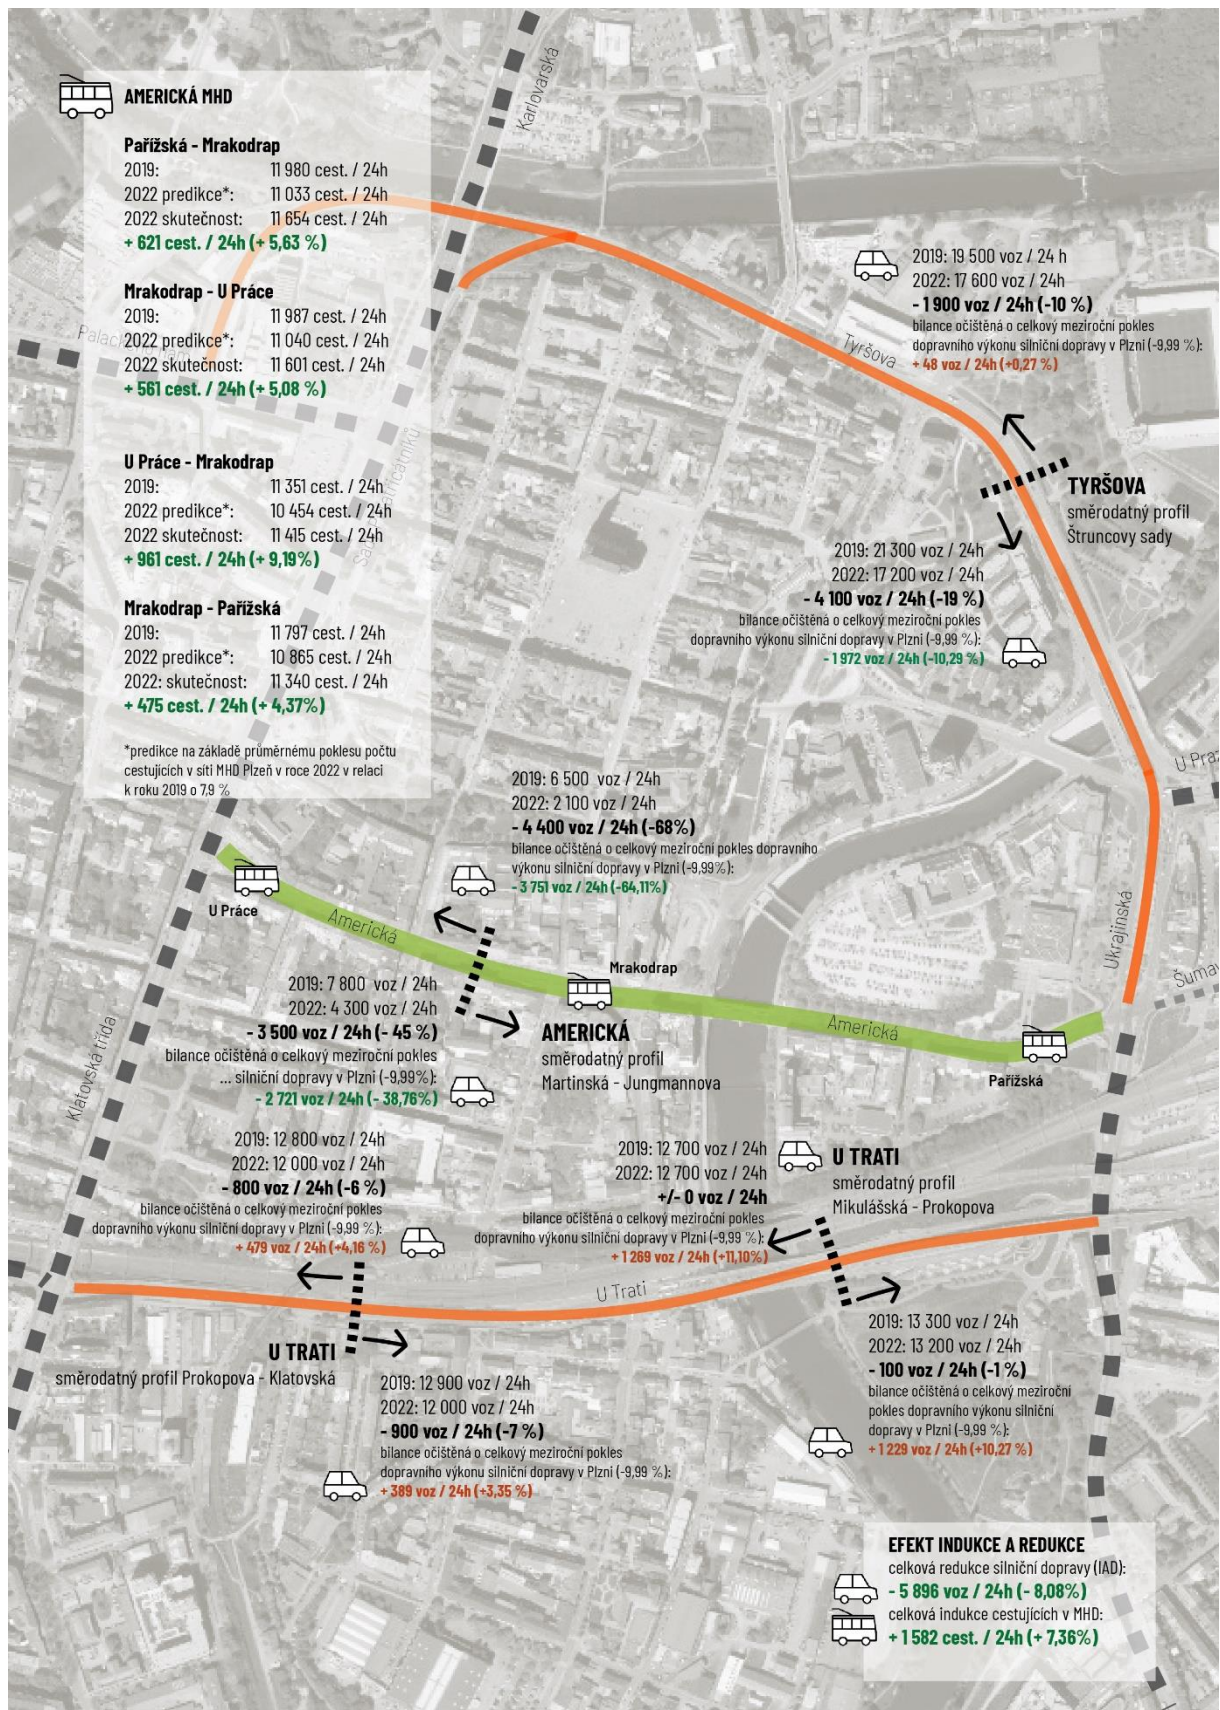 Karlovarská
AMERICKÁ MHD
Pařížská - Mrakodrap
2019: 11 980 cest. / 24h
2022 predikce*: 11 033 cest. / 24h
2022 skutečnost: 11 654 cest. / 24h
+ 621 cest. / 24h (+ 5,63 %)
Mrakodrap - U Práce
2019: 11 987 cest. / 24h
2022 predikce*: 11 040 cest. / 24h
2022 skutečnost: 11 601 cest. / 24h
+ 561 cest. / 24h (+ 5,08 %)
U Práce - Mrakodrap
2019: 11 351 cest. / 24h
2022 predikce*: 10 454 cest. / 24h
2022 skutečnost: 11 415 cest. / 24h
+ 961 cest. / 24h (+ 9,19%)
Mrakodrap - Pařížská
2019: 11 797 cest. / 24h
2022 predikce*: 10 865 cest. / 24h
2022: skutečnost: 11 340 cest. / 24h
+ 475 cest. / 24h (+ 4,37%)
*predikce na základě průměrnému poklesu počtu
cestujících v síti MHD Plzeň v roce 2022 v relaci
k roku 2019 o 7,9 %
2019: 19 500 voz / 24 h
2022: 17 600 voz / 24h
- 1 900 voz / 24h (-10 %)
bilance očištěná o celkový meziroční pokles
dopravního výkonu silniční dopravy v Plzni (-9,99 %):
+ 48 voz / 24h (+0,27 %)
Tyršova
TYRŠOVA
směrodatný profil
Štruncovy sady
2019: 21 300 voz / 24h
2022: 17 200 voz / 24h
- 4 100 voz / 24h (-19 %)
bilance očištěná o celkový meziroční pokles
dopravního výkonu silniční dopravy v Plzni (-9,99 %):
- 1 972 voz / 24h (-10,29 %)
U Praz
2019: 6 500 voz / 24h
2022: 2 100 voz / 24h
- 4 400 voz / 24h (-68%)
bilance očištěná o celkový meziroční pokles dopravního
výkonu silniční dopravy v Plzni (-9,99%):
- 3 751 voz / 24h (-64,11%)
U Práce
Americká
Mrakodrap
Ukrajinská
Šumav
2019: 7 800 voz / 24h
2022: 4 300 voz / 24h
- 3 500 voz / 24h (- 45 %)
bilance očištěná o celkový meziroční pokles
... silniční dopravy v Plzni (-9,99%):
- 2 721 voz / 24h (- 38,76%)
AMERICKÁ
směrodatný profil
Martinská - Jungmannova
Americká
Pařížská
Klatovská třída
2019: 12 800 voz / 24h
2022: 12 000 voz / 24h
- 800 voz / 24h (-6 %)
bilance očištěná o celkový meziroční pokles
dopravního výkonu silniční dopravy v Plzni (-9,99 %):
+ 479 voz / 24h (+4,16 %)
2019: 12 700 voz / 24h
2022: 12 700 voz / 24h
+/- 0 voz / 24h
bilance očištěná o celkový meziroční pokles
dopravního výkonu silniční dopravy v Plzni (-9,99 %):
+ 1 269 voz / 24h (+11,10%)
U TRATI
směrodatný profil
Mikulášská - Prokopova
U Trati
U TRATI
směrodatný profil Prokopova - Klatovská
2019: 12 900 voz / 24h
2022: 12 000 voz / 24h
- 900 voz / 24h (-7 %)
bilance očištěná o celkový meziroční pokles
dopravního výkonu silniční dopravy v Plzni (-9,99 %):
+ 389 voz / 24h (+3,35 %)
2019: 13 300 voz / 24h
2022: 13 200 voz / 24h
- 100 voz / 24h (-1 %)
bilance očištěná o celkový meziroční
pokles dopravního výkonu silniční
dopravy v Plzni (-9,99 %):
+ 1 229 voz / 24h (+10,27 %)
EFEKT INDUKCE A REDUKCE
celková redukce silniční dopravy (IAD):
- 5 896 voz / 24h (- 8,08%)
celková indukce cestujících v MHD:
+ 1 582 cest. / 24h (+ 7,36%)